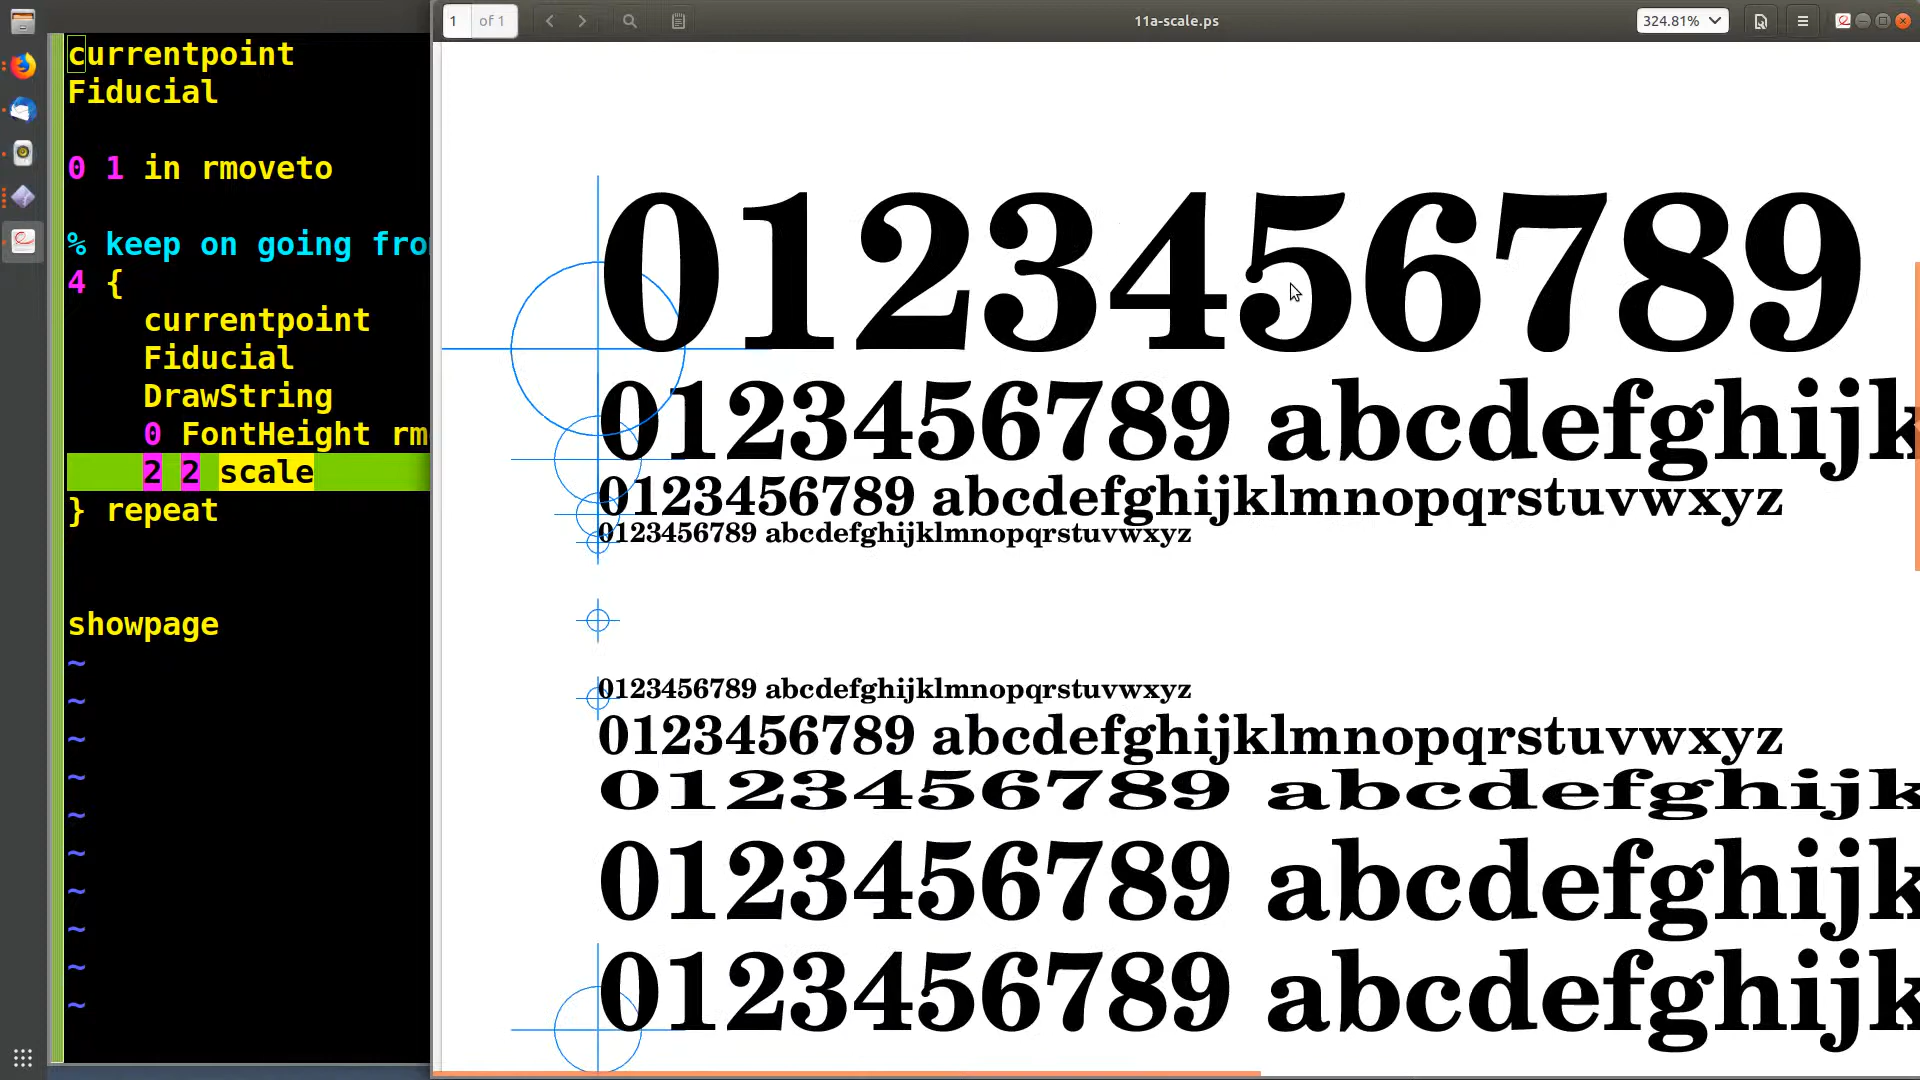 1 of 1
11a-scale.ps
324.81%
currentpoint
Fiducial
0 1 in rmoveto
% keep on going fro
4 {
currentpoint
Fiducial
DrawString
0 FontHeight rm
2 2 scale
} repeat
showpage
~
~
~
~
~
~
~
~
~
~
0123456789
0123456789 abcdefghijk
0123456789 abcdefghijklmnopqrstuvwxyz
0123456789 abcdefghijklmnopqrstuvwxyz
0123456789 abcdefghijklmnopqrstuvwxyz
0123456789 abcdefghijklmnopqrstuvwxyz
0123456789 abcdefghijk
0123456789 abcdefghijk
0123456789 abcdefghijk